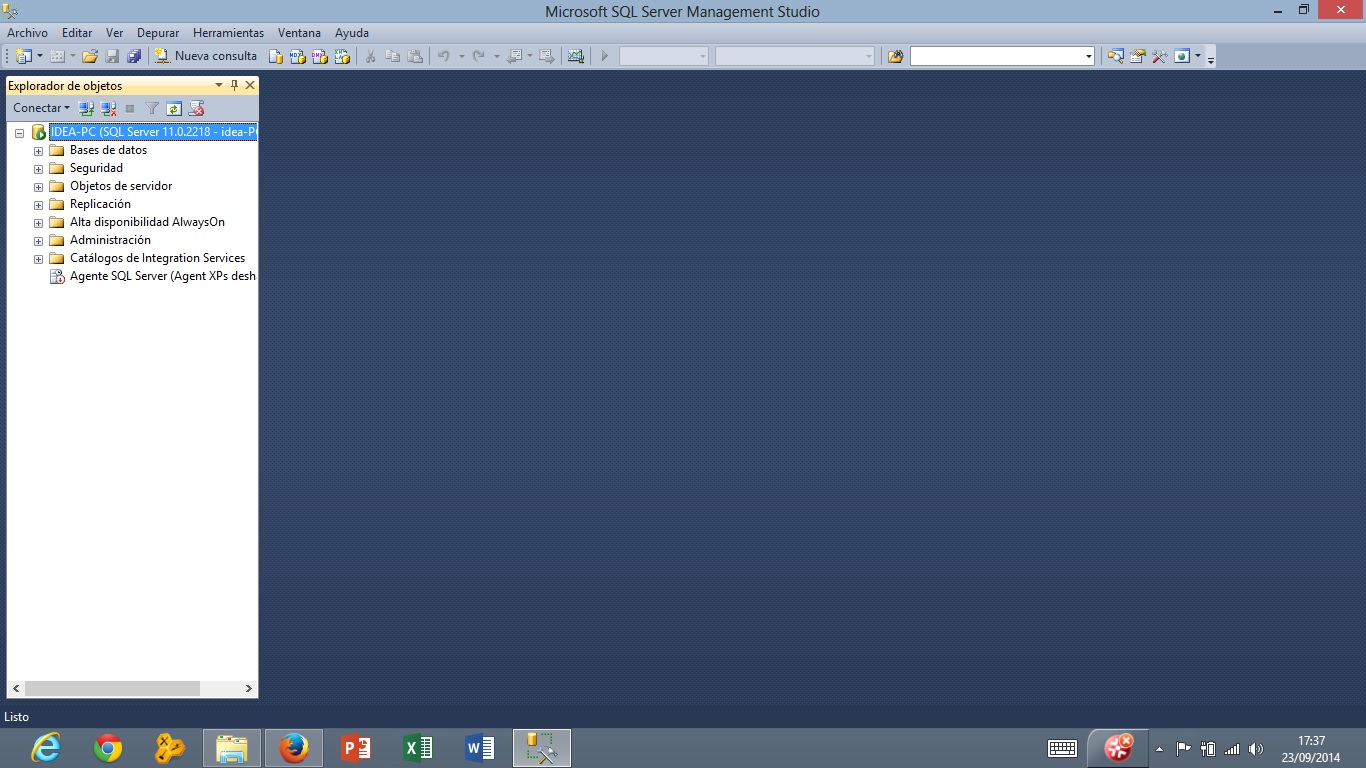 Microsoft SQL Server Management Studio
Archivo Editar Ver Depurar Herramientas Ventana Ayuda
Nueva consulta
Explorador de objetos
Conectar
IDEA-PC (SQL Server 11.0.2218 - idea-P
Bases de datos
Seguridad
Objetos de servidor
Replicación
Alta disponibilidad AlwaysOn
Administración
Catálogos de Integration Services
Agente SQL Server (Agent XPs desh
Listo
17:37
23/09/2014